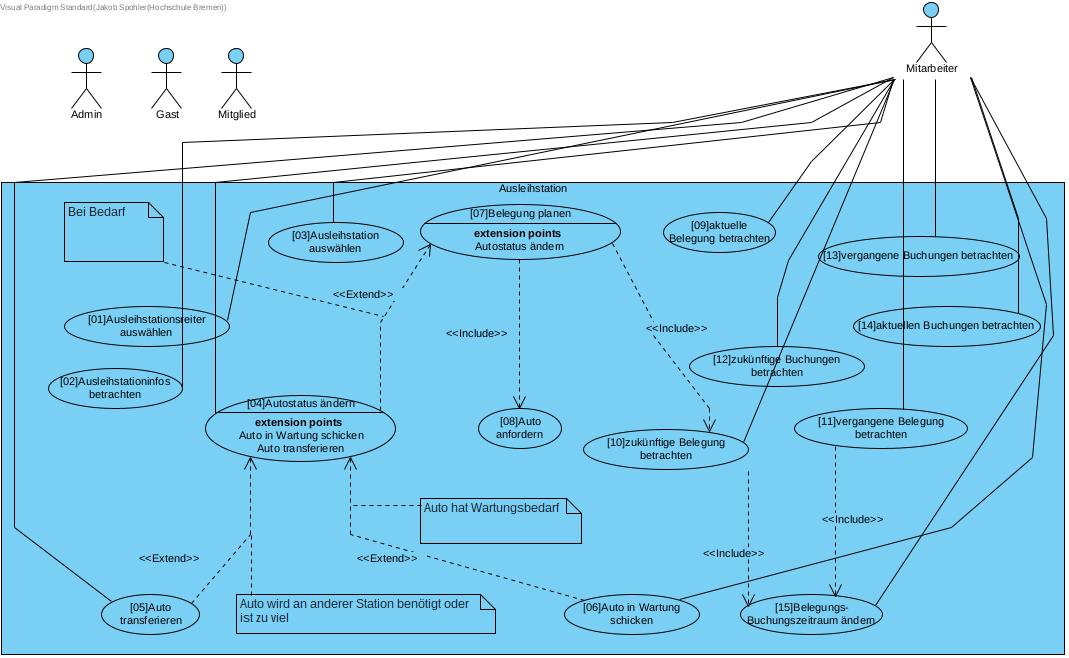 Visual Paradigm Standard(Jakob Spohler(Hochschule Bremen))
Mitarbeiter
Admin
Gast
Mitglied
Ausleihstation
Bei Bedarf
[03]Ausleihstation
auswählen
[07]Belegung planen
extension points
Autostatus ändern
[09]aktuelle
Belegung betrachten
[13]vergangene Buchungen betrachten
<<Extend>>
[01]Ausleihstationsreiter
auswählen
<<Include>>
<<Include>>
[14]aktuellen Buchungen betrachten
[12]zukünftige Buchungen
betrachten
[02]Ausleihstationinfos
betrachten
[04]Autostatus ändern
extension points
Auto in Wartung schicken
Auto transferieren
[08]Auto
anfordern
[10]zukünftige Belegung
betrachten
[11]vergangene Belegung
betrachten
Auto hat Wartungsbedarf
<<Include>>
<<Extend>>
<<Extend>>
<<Include>>
[05]Auto
transferieren
Auto wird an anderer Station benötigt oder
ist zu viel
[06]Auto in Wartung
schicken
[15]Belegungs-
Buchungszeitraum ändern